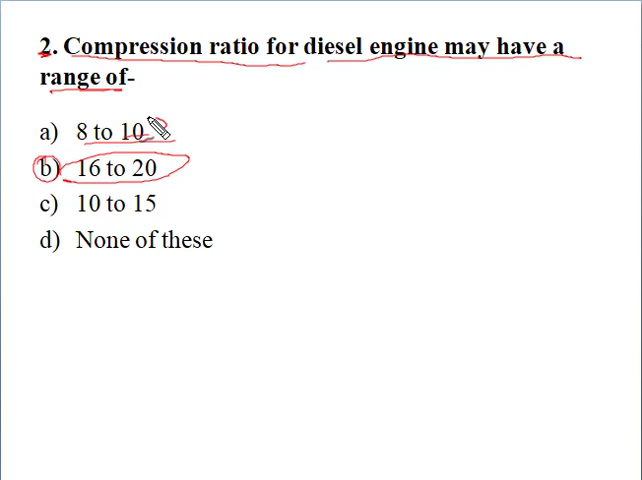 2. Compression ratio for diesel engine may have a
range of-
a) 8 to 10
b) 16 to 20
c) 10 to 15
d) None of these